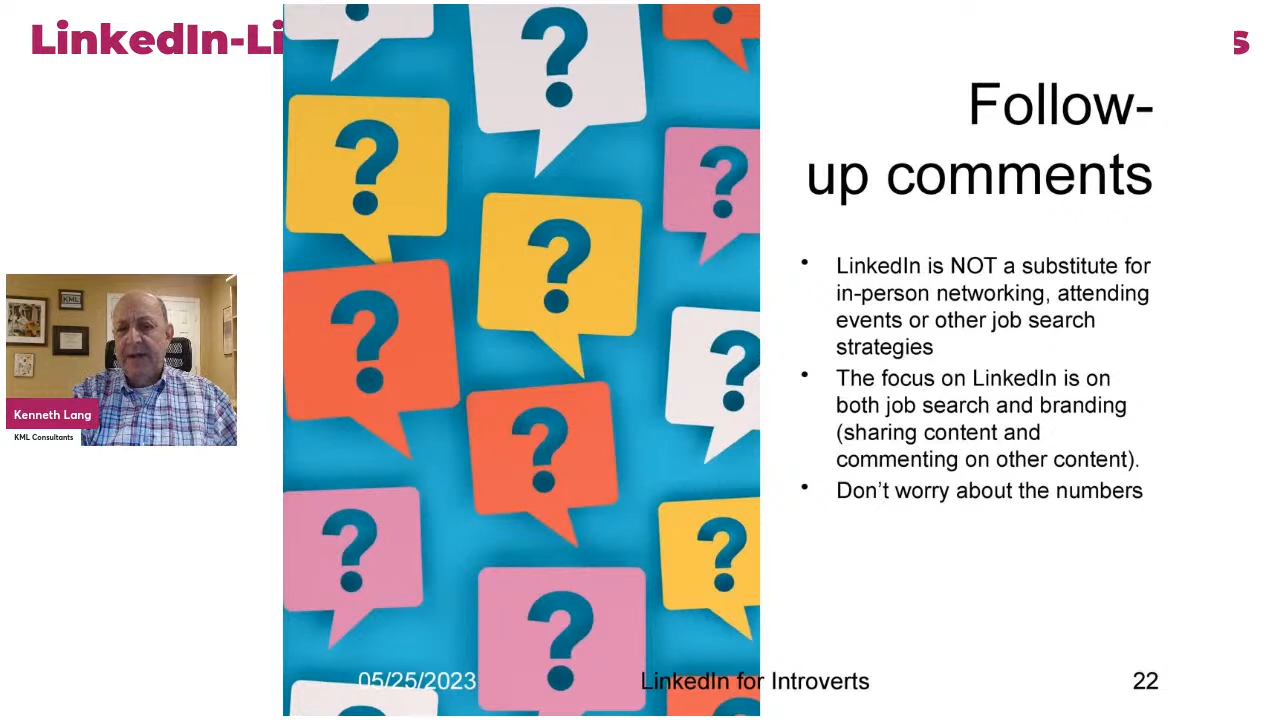 LinkedIn-Li
s
Follow-
up comments
• LinkedIn is NOT a substitute for
in-person networking, attending
events or other job search
strategies
• The focus on LinkedIn is on
both job search and branding
(sharing content and
commenting on other content).
• Don’t worry about the numbers
KML
Kenneth Lang
KML Consultants
? ? ? ? ? ? ? ? ? ? ?
05/25/2023
LinkedIn for Introverts
22